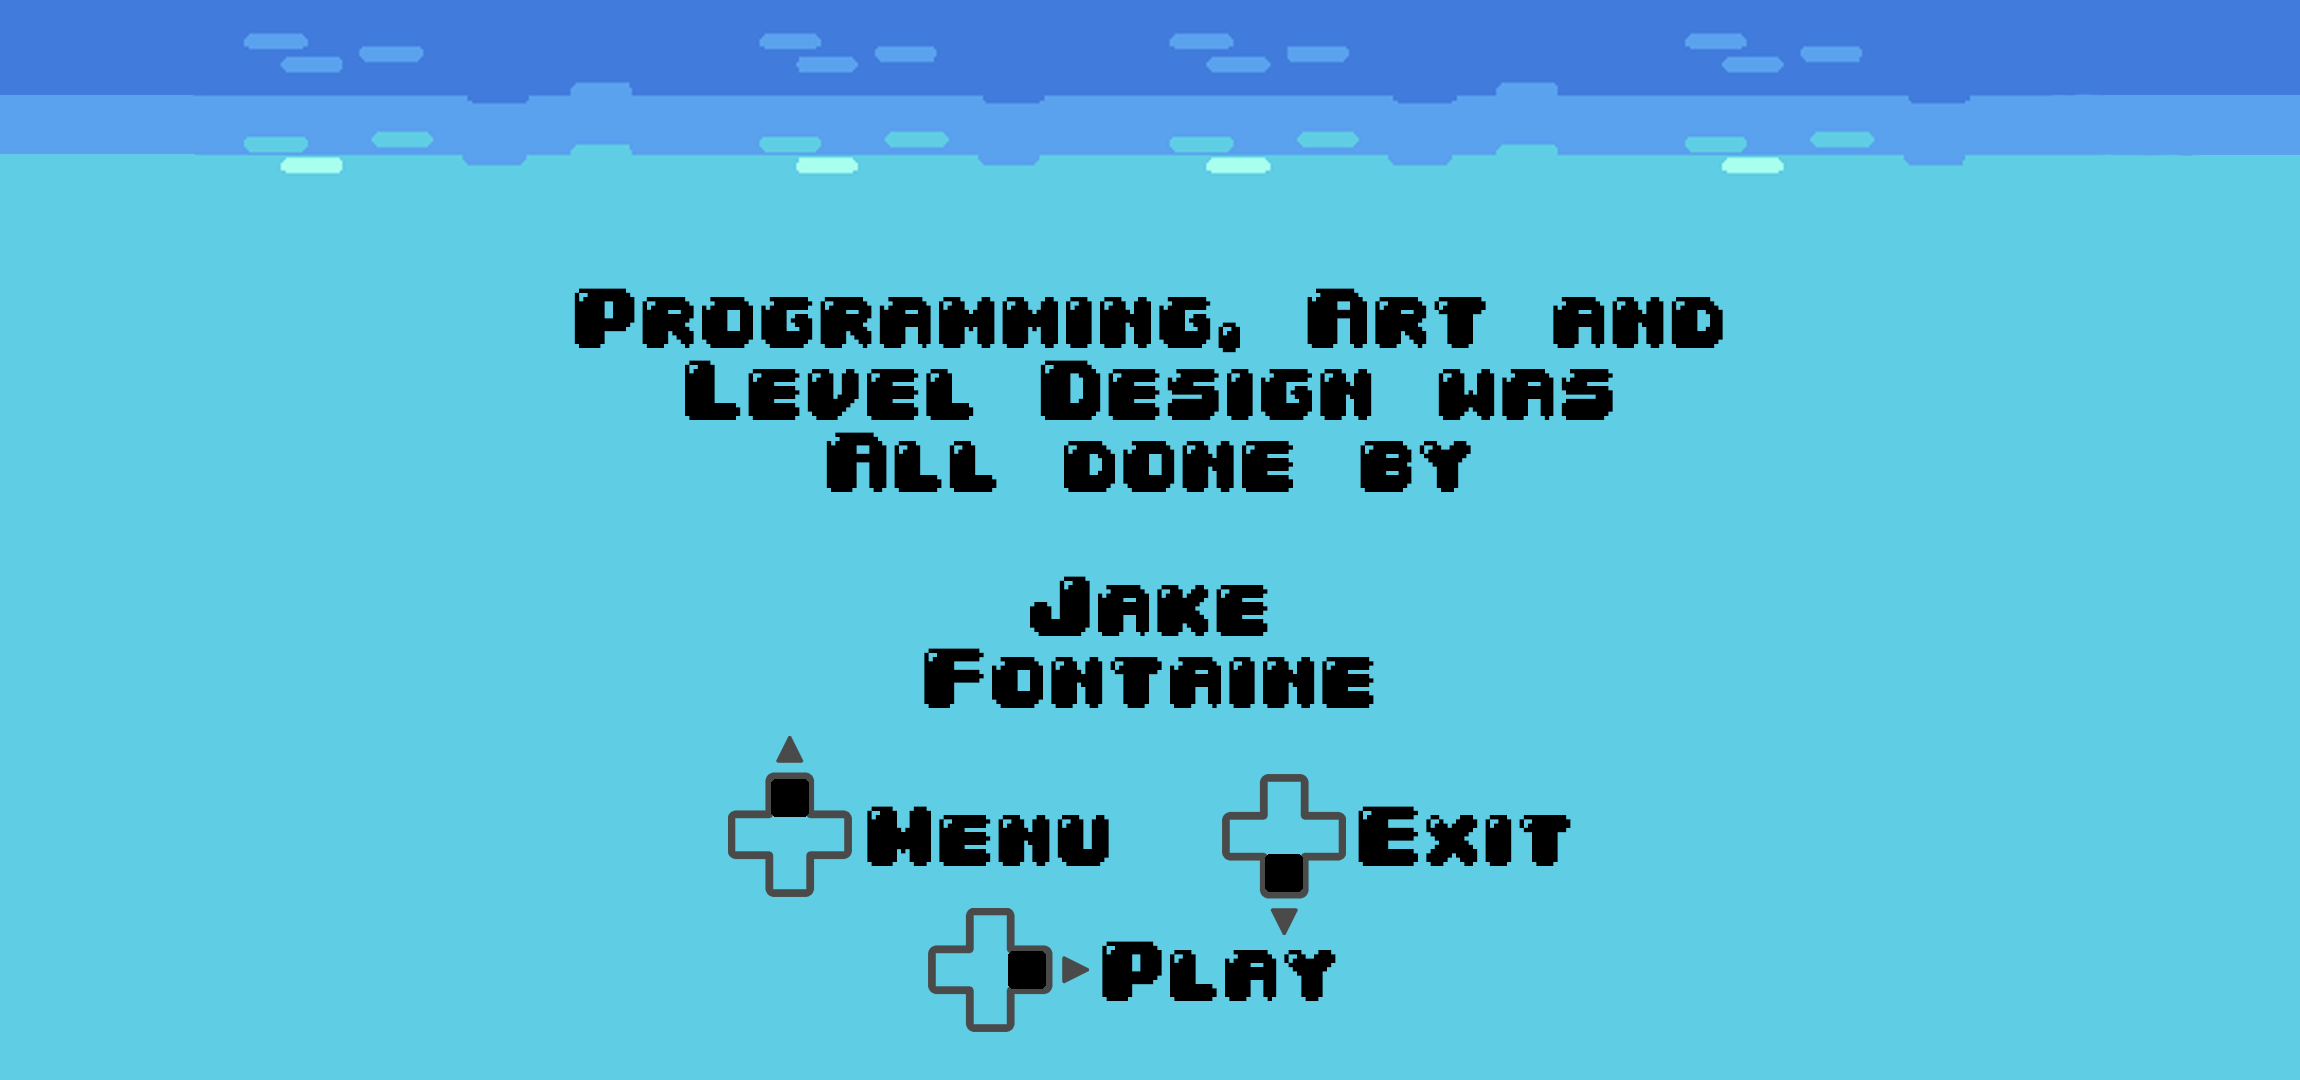 Programming, Art and
Level Design was
All done by
Jake
Fontaine
Menu
Exit
Play